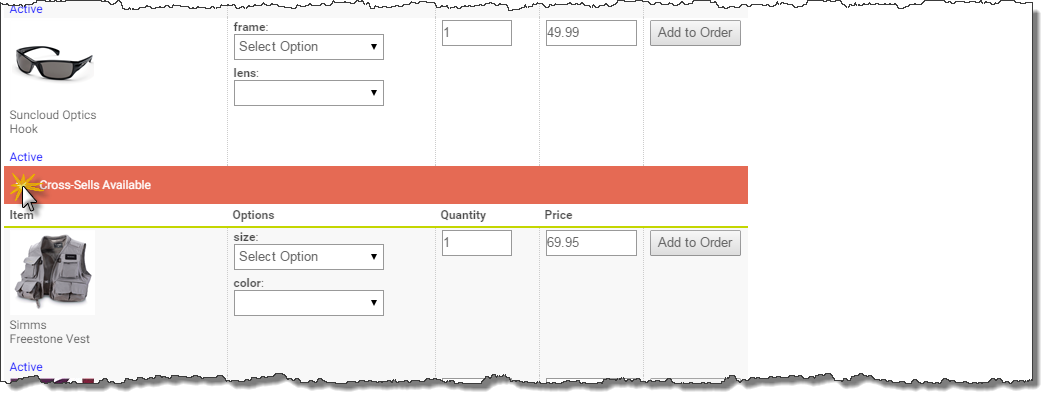 Active
frame:
Select Option
1
49.99
Add to Order
lens:
Suncloud Optics
Hook
Active
Cross-Sells Available
Item Options Quantity Price
size:
Select Option
1
69.95
Add to Order
color:
Simms
Freestone Vest
Active